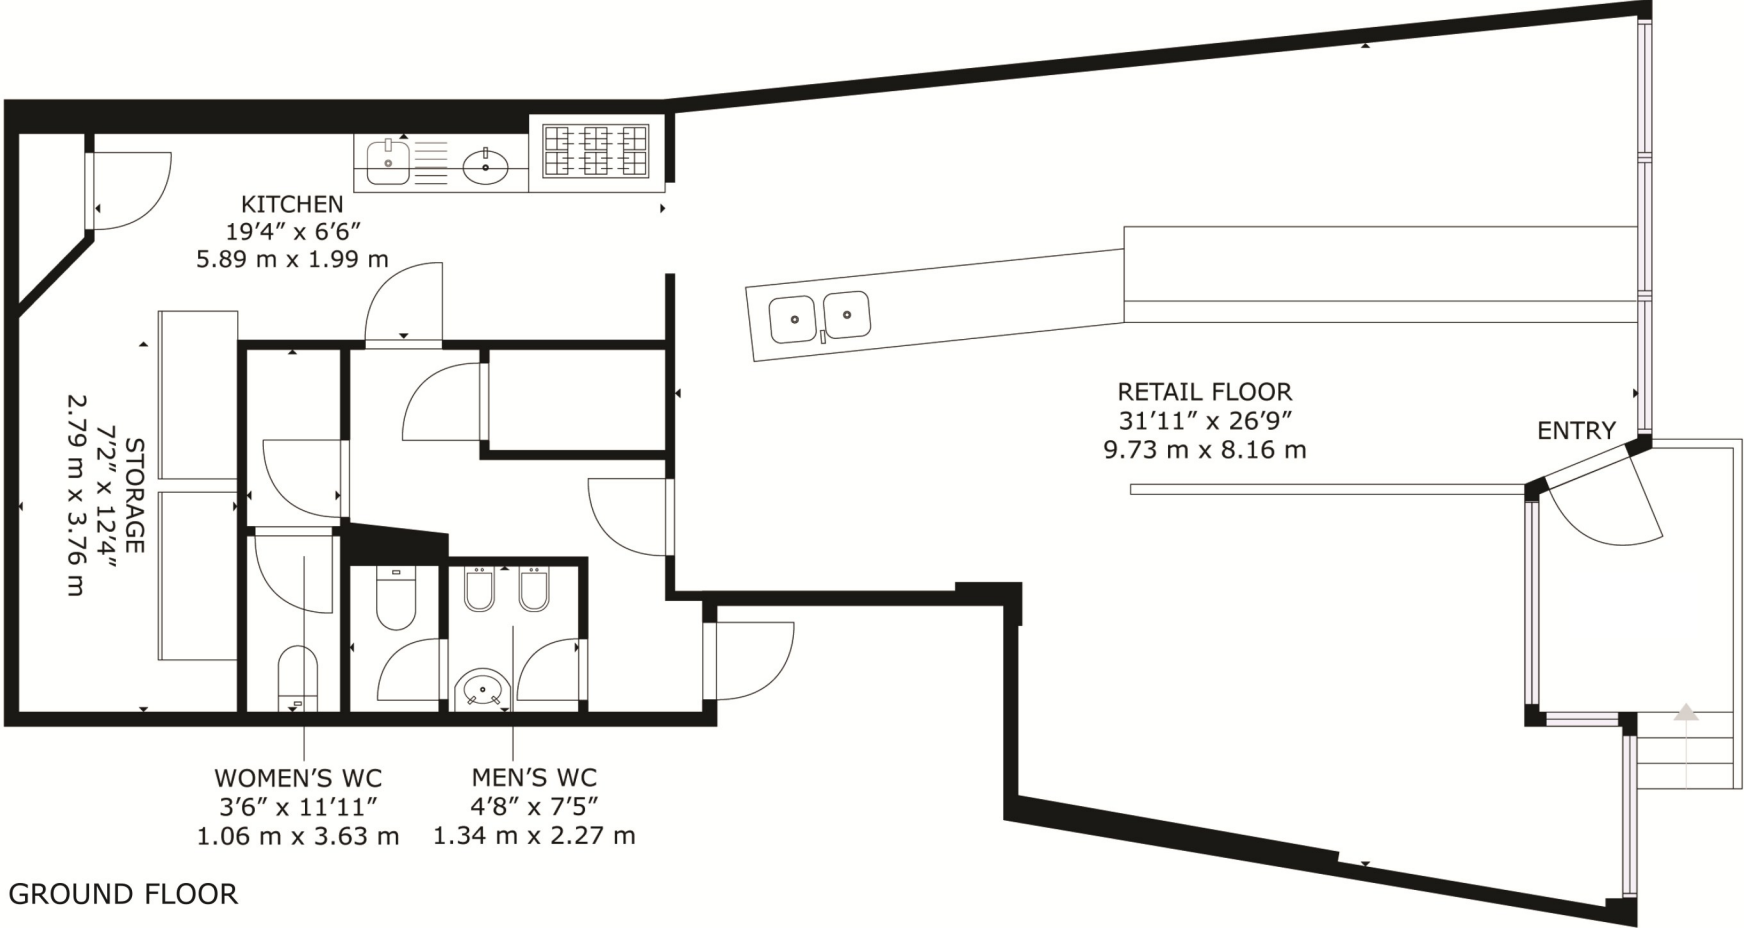 KITCHEN
19’4” x 6’6”
5.89 m x 1.99 m
RETAIL FLOOR
31’11” x 26’9”
9.73 m x 8.16 m
ENTRY
STORAGE
7’2” x 12’4”
2.79 m x 3.76 m
WOMEN’S WC
3’6” x 11’11”
1.06 m x 3.63 m
MEN’S WC
4’8” x 7’5”
1.34 m x 2.27 m
GROUND FLOOR